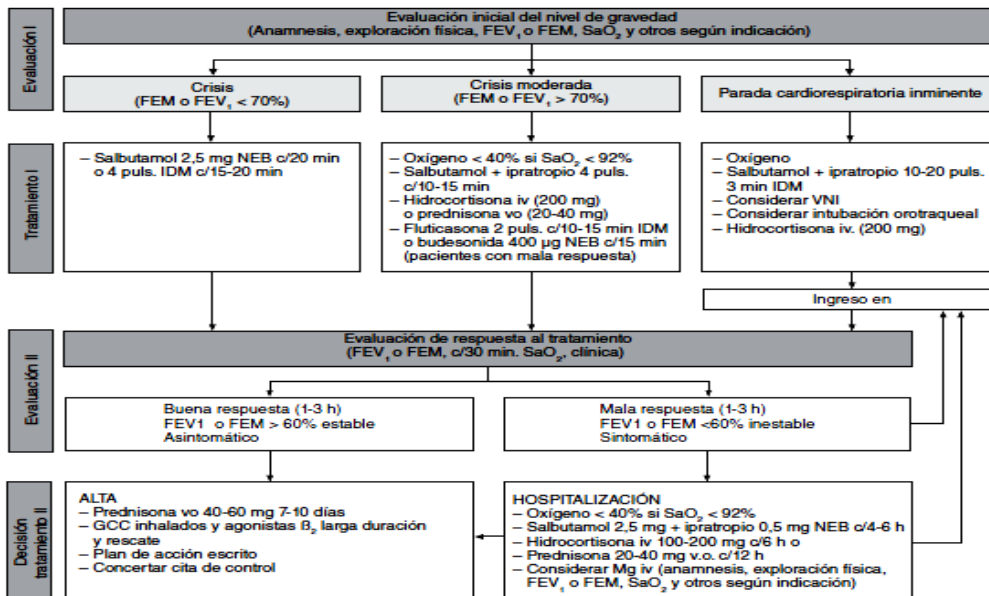 Evaluación I
Evaluación inicial del nivel de gravedad
(Anamnesis, exploración física, FEV₁ o FEM, SaO₂ y otros según indicación)
Crisis
(FEM o FEV₁ < 70%)
Crisis moderada
(FEM o FEV₁ > 70%)
Parada cardiorespiratoria inminente
Tratamiento I
– Salbutamol 2,5 mg NEB c/20 min
o 4 puls. IDM c/15-20 min
– Oxígeno < 40% si SaO₂ < 92%
– Salbutamol + ipratropio 4 puls.
c/10-15 min
– Hidrocortisona iv (200 mg)
o prednisona vo (20-40 mg)
– Fluticasona 2 puls. c/10-15 min IDM
o budesonida 400 µg NEB c/15 min
(pacientes con mala respuesta)
– Oxígeno
– Salbutamol + ipratropio 10-20 puls.
3 min IDM
– Considerar VNI
– Considerar intubación orotraqueal
– Hidrocortisona iv. (200 mg)
Ingreso en
Evaluación II
Evaluación de respuesta al tratamiento
(FEV₁ o FEM, c/30 min. SaO₂, clínica)
Buena respuesta (1-3 h)
FEV1 o FEM > 60% estable
Asintomático
Mala respuesta (1-3 h)
FEV1 o FEM <60% inestable
Sintomático
Decisión
tratamiento II
ALTA
– Prednisona vo 40-60 mg 7-10 días
– GCC inhalados y agonistas ß₂ larga duración
y rescate
– Plan de acción escrito
– Concertar cita de control
HOSPITALIZACIÓN
– Oxígeno < 40% si SaO₂ < 92%
– Salbutamol 2,5 mg + ipratropio 0,5 mg NEB c/4-6 h
– Hidrocortisona iv 100-200 mg c/6 h o
– Prednisona 20-40 mg v.o. c/12 h
– Considerar Mg iv (anamnesis, exploración física,
FEV₁ o FEM, SaO₂ y otros según indicación)